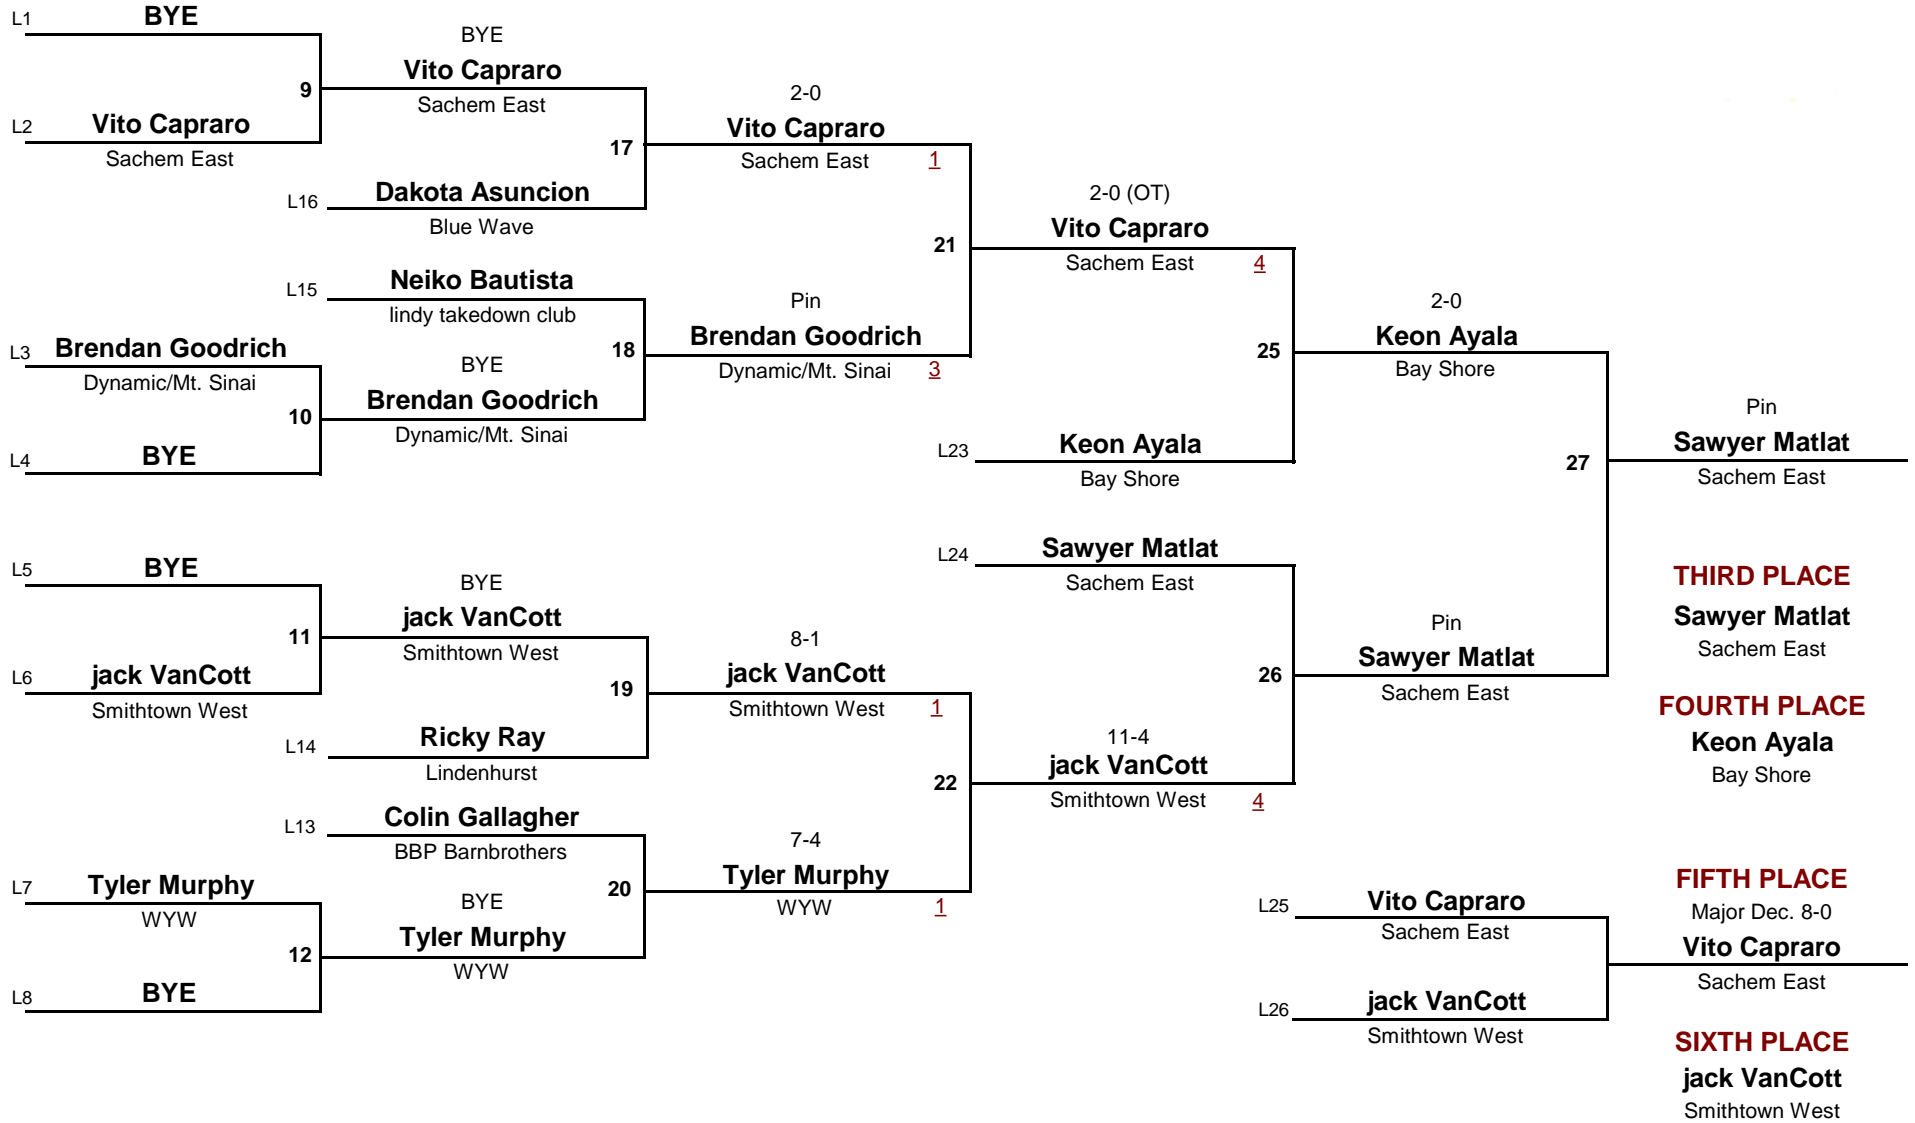 L1 BYE
9
L2 Vito Capraro
Sachem East
BYE
Vito Capraro
Sachem East
17
L16 Dakota Asuncion
Blue Wave
2-0
Vito Capraro
Sachem East 1
21
L15 Neiko Bautista
lindy takedown club
18
L3 Brendan Goodrich
Dynamic/Mt. Sinai
10
L4 BYE
BYE
Brendan Goodrich
Dynamic/Mt. Sinai
Pin
Brendan Goodrich
Dynamic/Mt. Sinai 3
2-0 (OT)
Vito Capraro
Sachem East 4
25
L23 Keon Ayala
Bay Shore
2-0
Keon Ayala
Bay Shore
27
Pin
Sawyer Matlat
Sachem East
L5 BYE
11
L6 jack VanCott
Smithtown West
BYE
jack VanCott
Smithtown West
19
L14 Ricky Ray
Lindenhurst
8-1
jack VanCott
Smithtown West 1
22
L13 Colin Gallagher
BBP Barnbrothers
20
L7 Tyler Murphy
WYW
12
L8 BYE
BYE
Tyler Murphy
WYW
7-4
Tyler Murphy
WYW 1
L24 Sawyer Matlat
Sachem East
26
11-4
jack VanCott
Smithtown West 4
Pin
Sawyer Matlat
Sachem East
THIRD PLACE
Sawyer Matlat
Sachem East
FOURTH PLACE
Keon Ayala
Bay Shore
L25 Vito Capraro
Sachem East
L26 jack VanCott
Smithtown West
FIFTH PLACE
Major Dec. 8-0
Vito Capraro
Sachem East
SIXTH PLACE
jack VanCott
Smithtown West